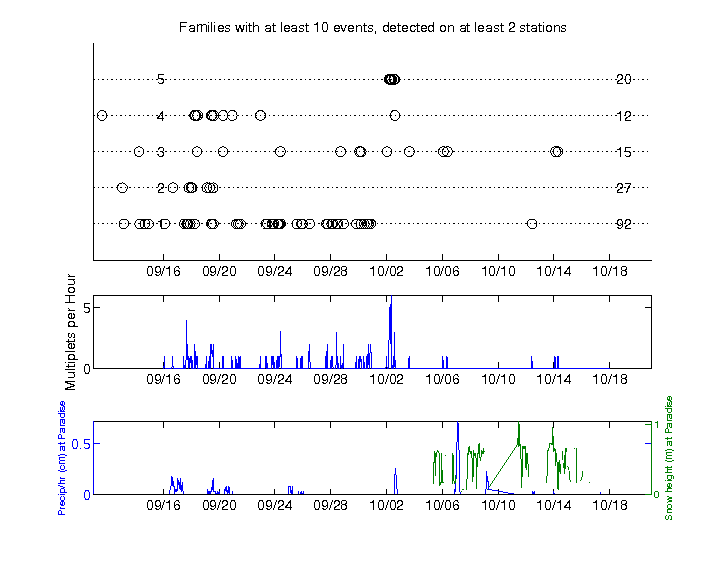 Families with at least 10 events, detected on at least 2 stations
5 20
4 12
3 15
2 27
92
09/16 09/20 09/24 09/28 10/02 10/06 10/10 10/14 10/18
Multiplets per Hour
5
0
09/16 09/20 09/24 09/28 10/02 10/06 10/10 10/14 10/18
Precip/hr (cm) at Paradise
0.5
0
1
0
Snow height (m) at Paradise
09/16 09/20 09/24 09/28 10/02 10/06 10/10 10/14 10/18